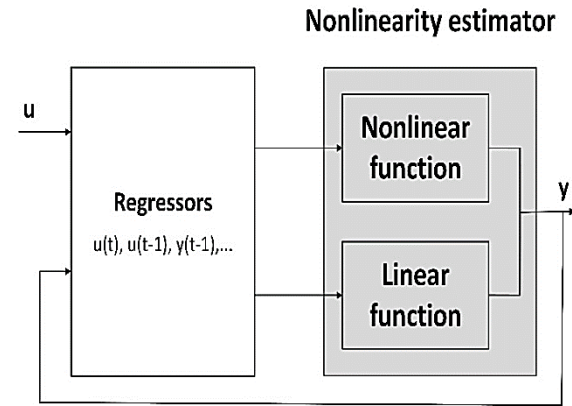 Nonlinearity estimator
u
Regressors
u(t), u(t-1), y(t-1),...
Nonlinear
function
Linear
function
y